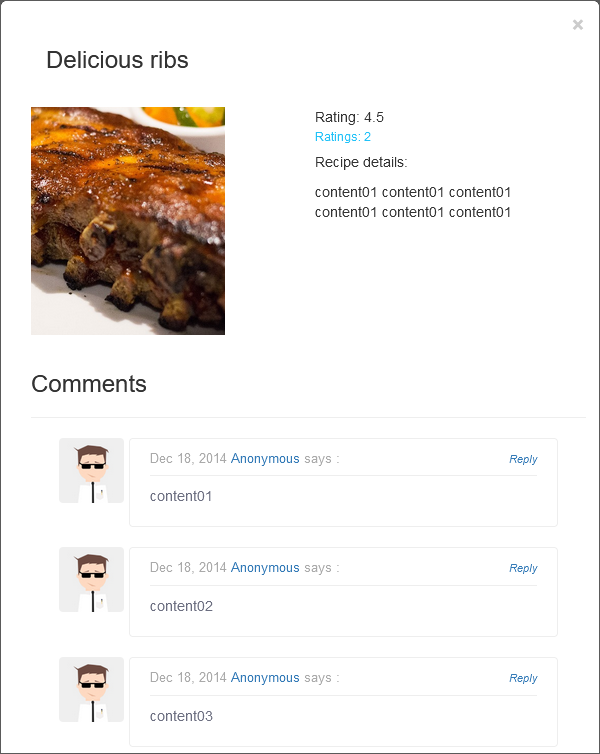 ×
Delicious ribs
Rating: 4.5
Ratings: 2
Recipe details:
content01 content01 content01
content01 content01 content01
Comments
Dec 18, 2014 Anonymous says : Reply
content01
Dec 18, 2014 Anonymous says : Reply
content02
Dec 18, 2014 Anonymous says : Reply
content03